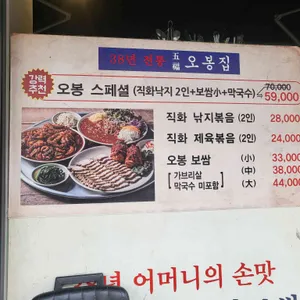 38년 전통 五福 오봉집
강력추천 오봉 스페셜 (직화낙지 2인+보쌈小+막국수) 70,000 59,000
직화 낚지볶음 (2인) 28,000
직화 제육볶음 (2인) 24,000
오봉 보쌈 (小) 33,000
[가브리살 (中) 38,000
막국수 미포함] (大) 44,000
년 어머니의 손맛